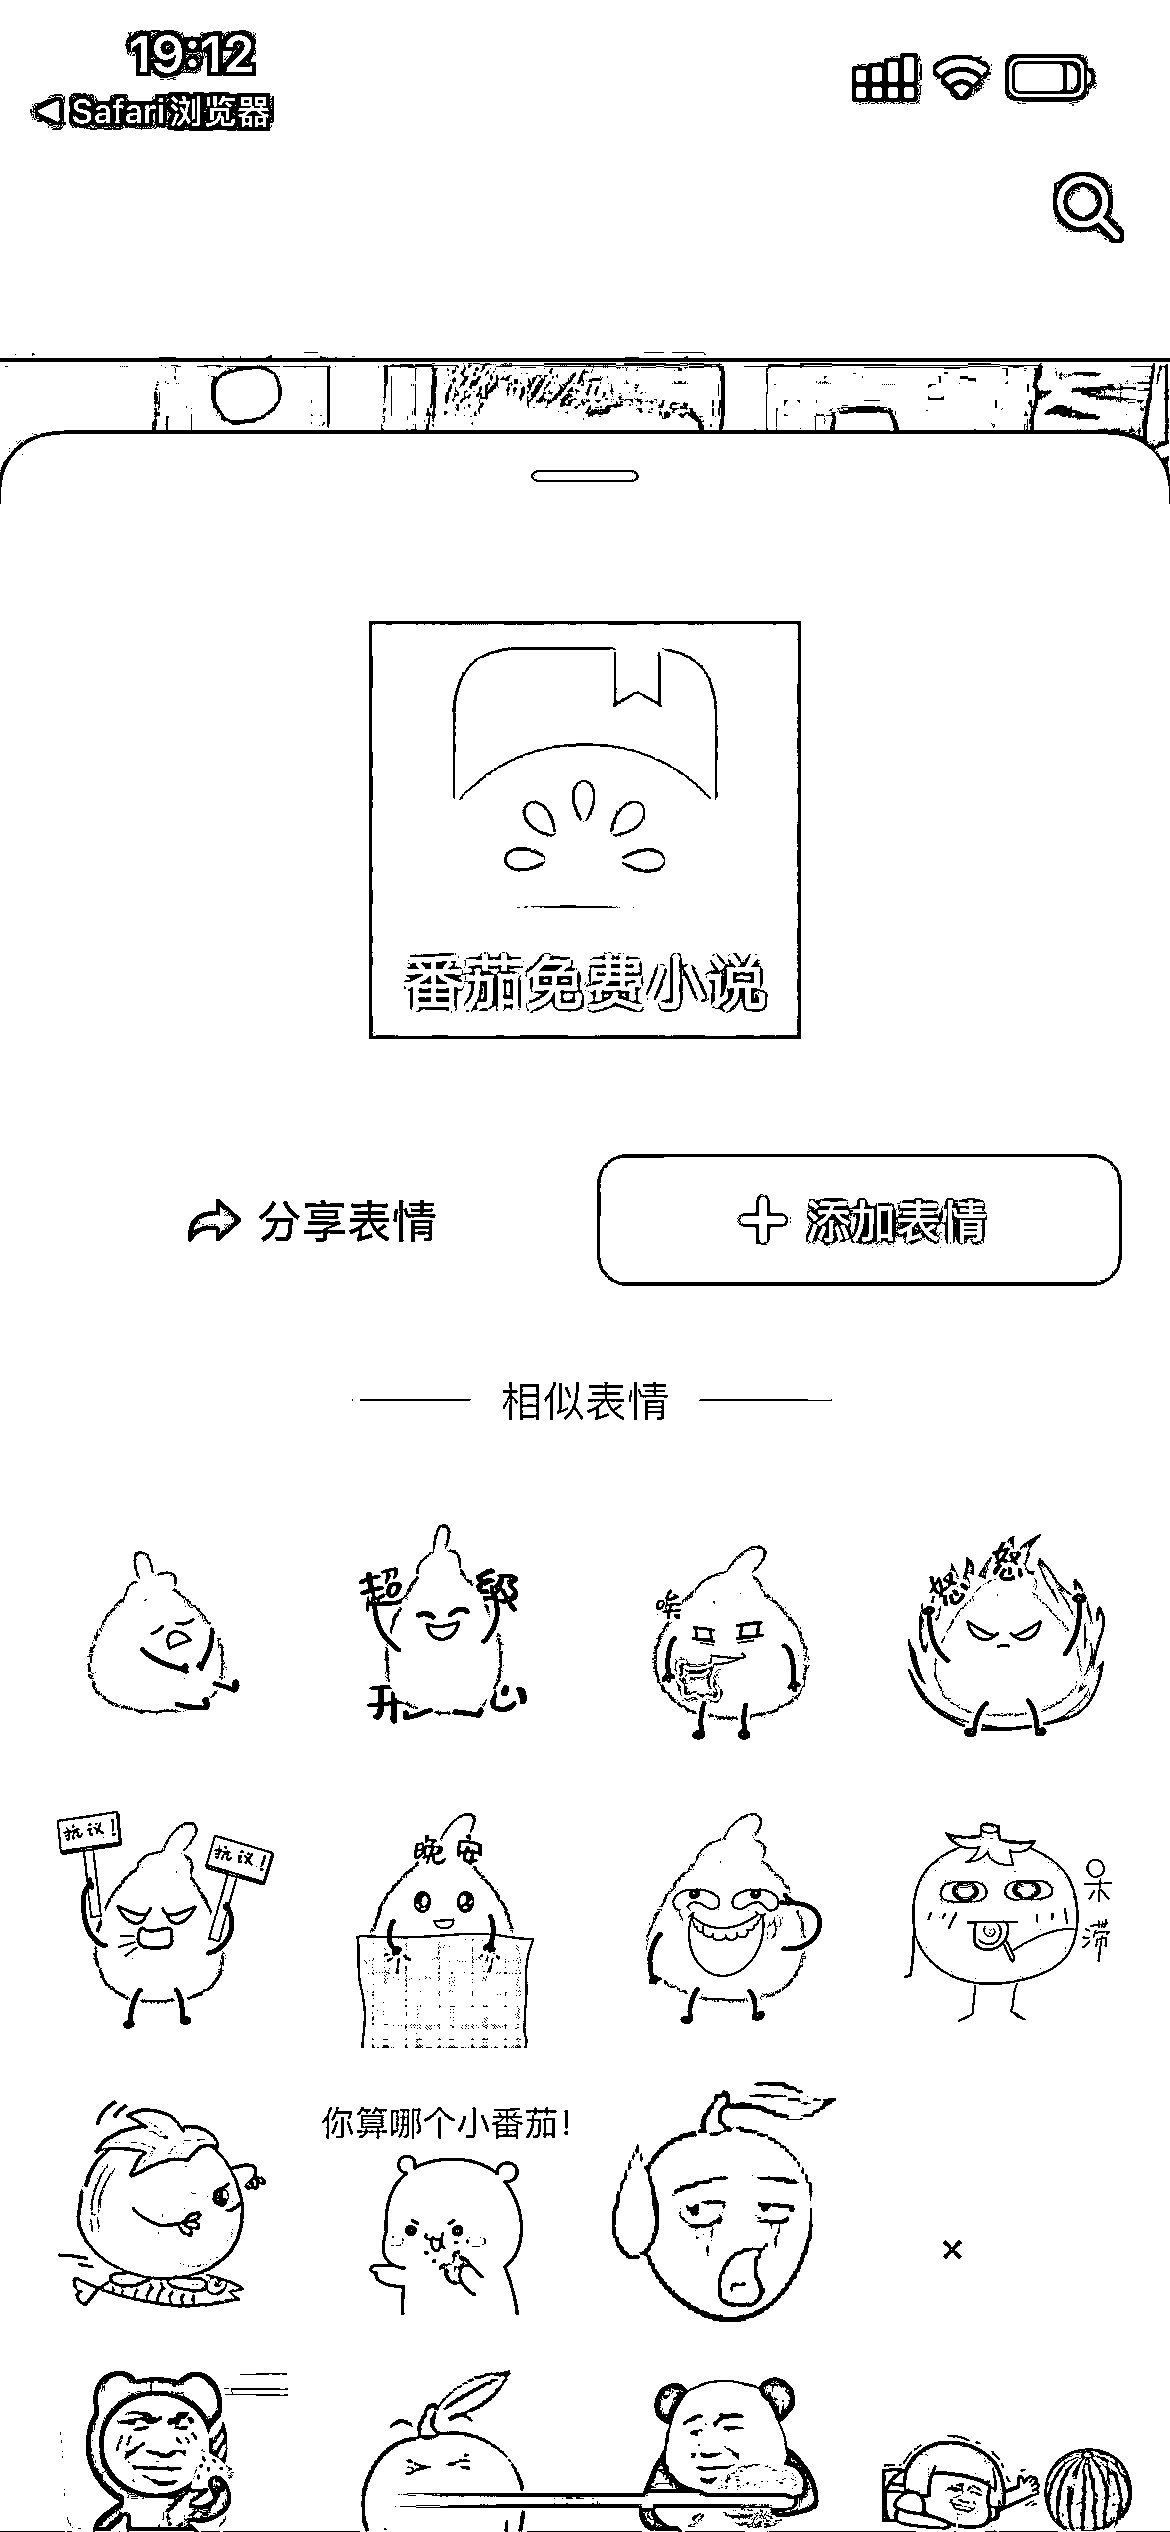 19:12
Safari浏览器
番茄免费小说
分享表情
添加表情
相似表情
超级
开心
唉
怒 怒
抗议!
抗议!
晚安
呆滞
你算哪个小番茄!